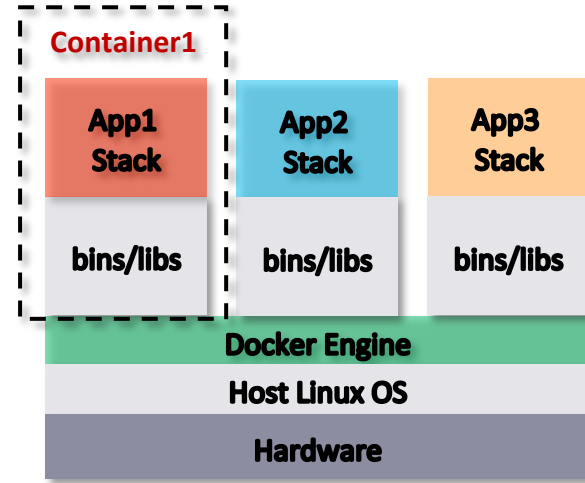 Container1
App1
Stack
App2
Stack
App3
Stack
bins/libs
bins/libs
bins/libs
Docker Engine
Host Linux OS
Hardware